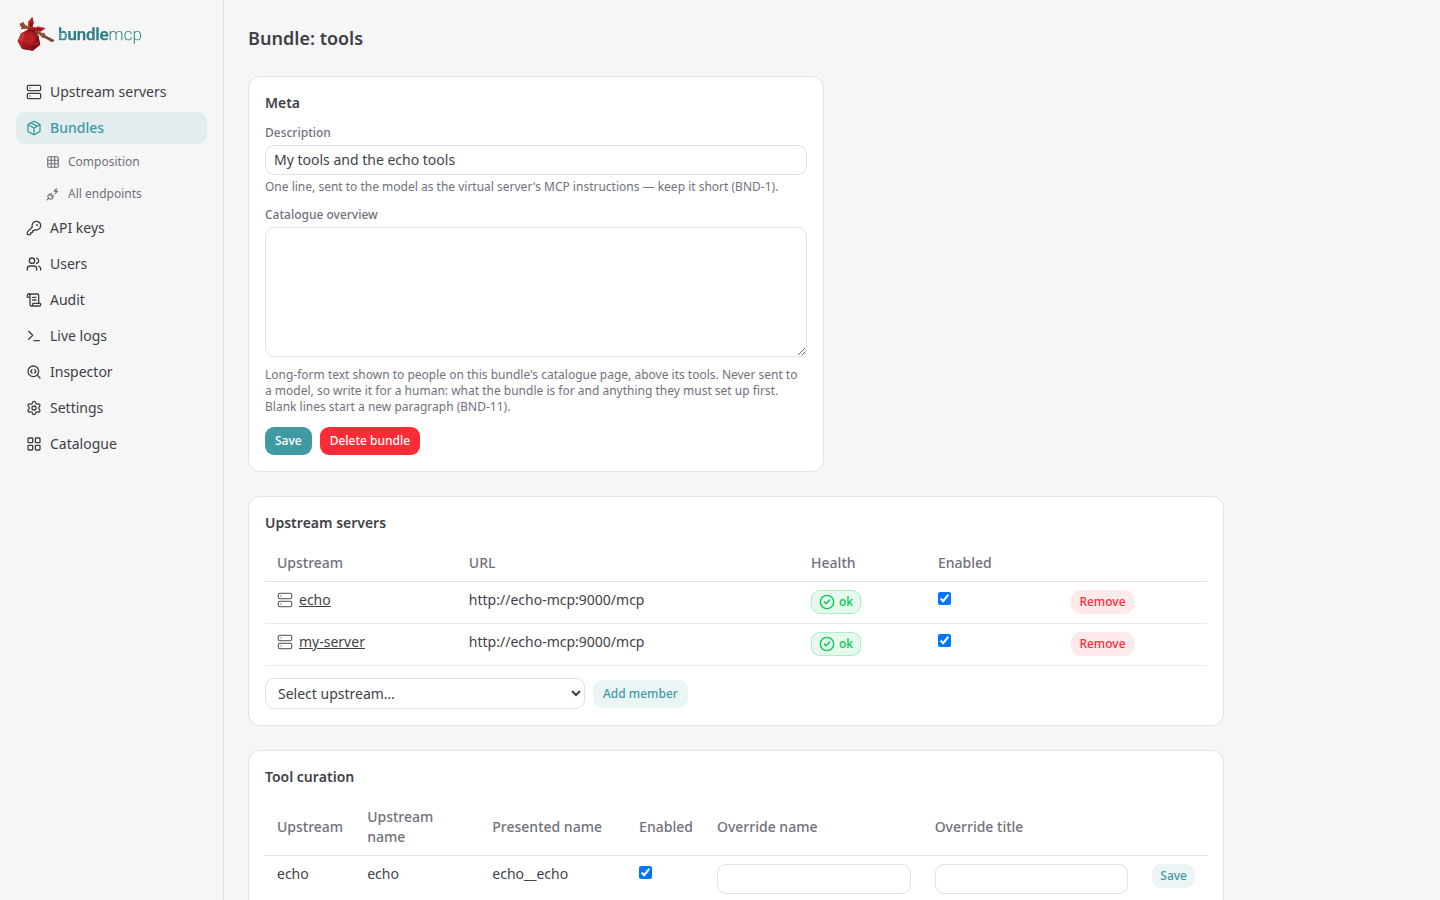 bundlemcp
Upstream servers
Bundles
Composition
All endpoints
API keys
Users
Audit
Live logs
Inspector
Settings
Catalogue
Bundle: tools
Meta
Description
My tools and the echo tools
One line, sent to the model as the virtual server's MCP instructions — keep it short (BND-1).
Catalogue overview
Long-form text shown to people on this bundle's catalogue page, above its tools. Never sent to
a model, so write it for a human: what the bundle is for and anything they must set up first.
Blank lines start a new paragraph (BND-11).
Save Delete bundle
Upstream servers
Upstream URL Health Enabled
echo http://echo-mcp:9000/mcp ok Remove
my-server http://echo-mcp:9000/mcp ok Remove
Select upstream... Add member
Tool curation
Upstream Upstream name Presented name Enabled Override name Override title
echo echo echo__echo Save